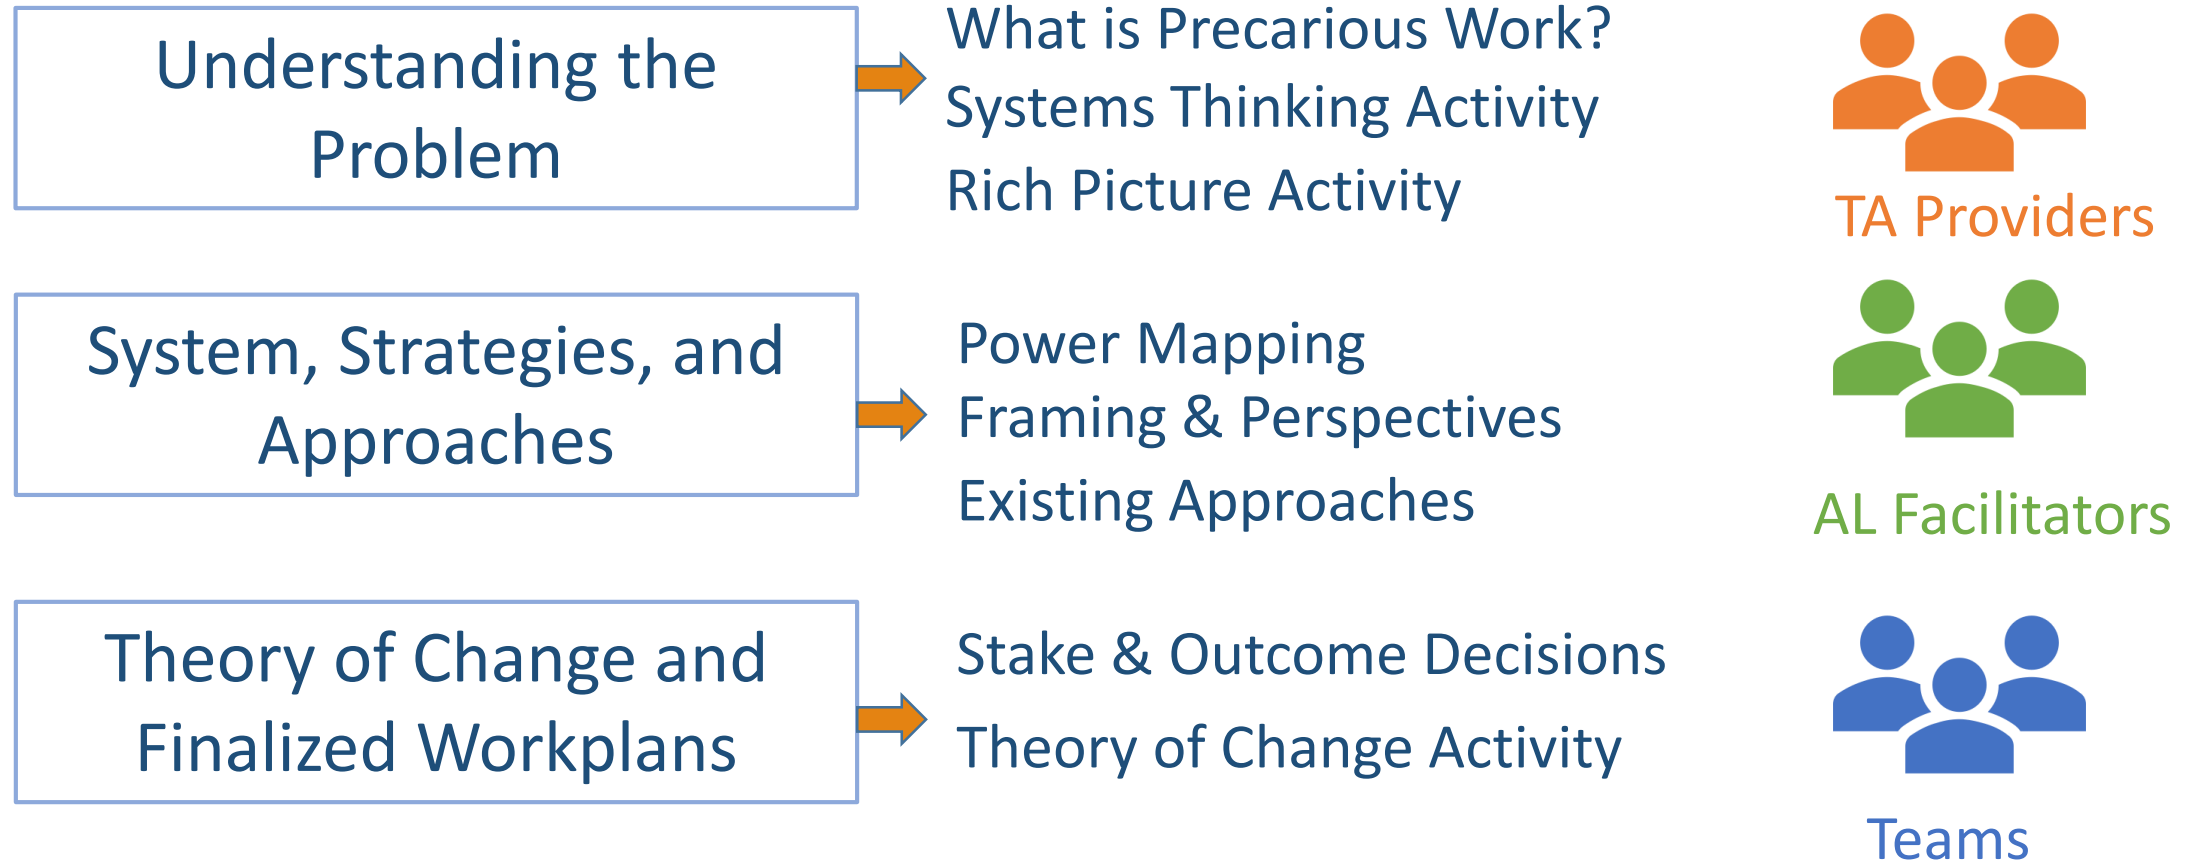 Understanding the
Problem
What is Precarious Work?
Systems Thinking Activity
Rich Picture Activity
TA Providers
System, Strategies, and
Approaches
Power Mapping
Framing & Perspectives
Existing Approaches
AL Facilitators
Theory of Change and
Finalized Workplans
Stake & Outcome Decisions
Theory of Change Activity
Teams